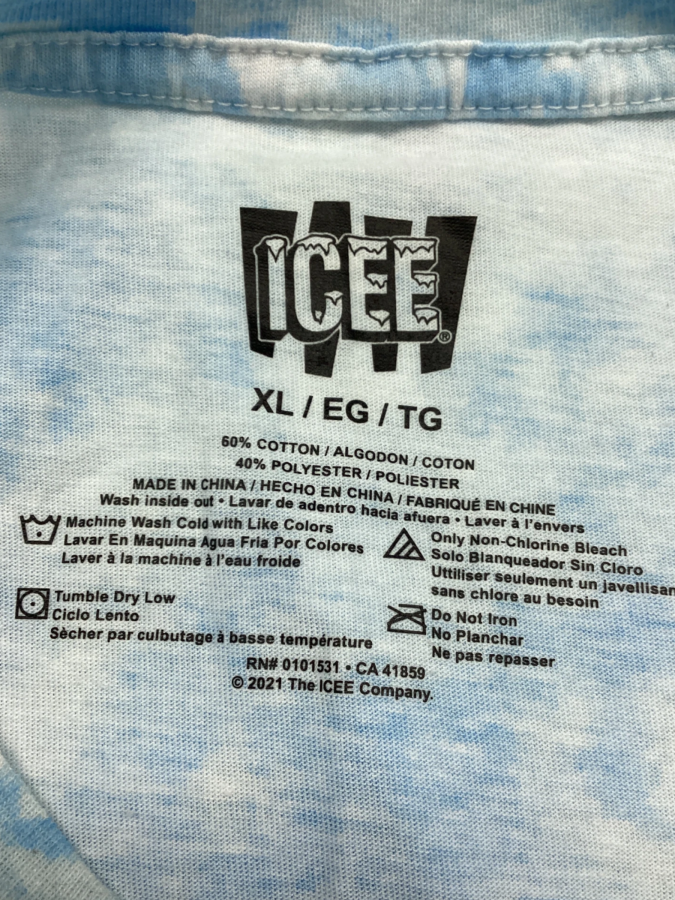 ICEE®
XL / EG / TG
60% COTTON / ALGODON / COTON
40% POLYESTER / POLIESTER
MADE IN CHINA / HECHO EN CHINA / FABRIQUÉ EN CHINE
Wash inside out • Lavar de adentro hacia afuera • Laver à l'envers
Machine Wash Cold with Like Colors
Lavar En Maquina Agua Fria Por Colores
Laver à la machine à l'eau froide
Only Non-Chlorine Bleach
Solo Blanqueador Sin Cloro
Uttiliser seulement un javellisan
sans chlore au besoin
Tumble Dry Low
Ciclo Lento
Sècher par culbutage à basse température
Do Not Iron
No Planchar
Ne pas repasser
RN# 0101531 • CA 41859
© 2021 The ICEE Company.